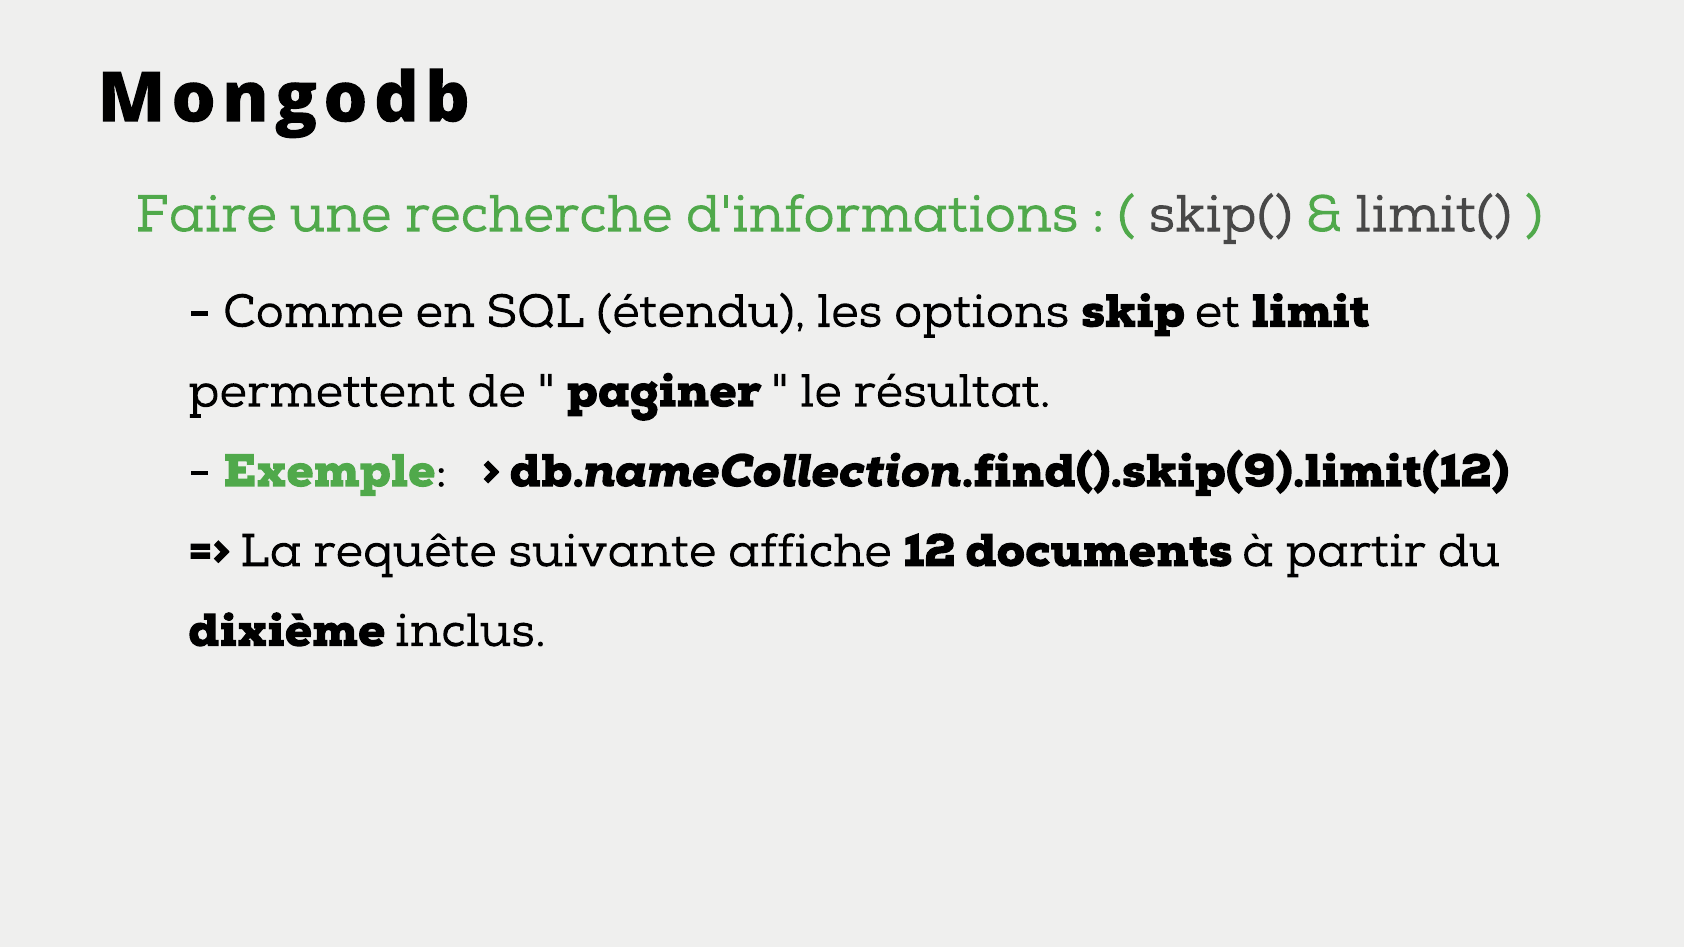 Mongodb
Faire une recherche d'informations : ( skip() & limit() )
- Comme en SQL (étendu), les options skip et limit
permettent de " paginer " le résultat.
- Exemple: > db.nameCollection.find().skip(9).limit(12)
=> La requête suivante affiche 12 documents à partir du
dixième inclus.